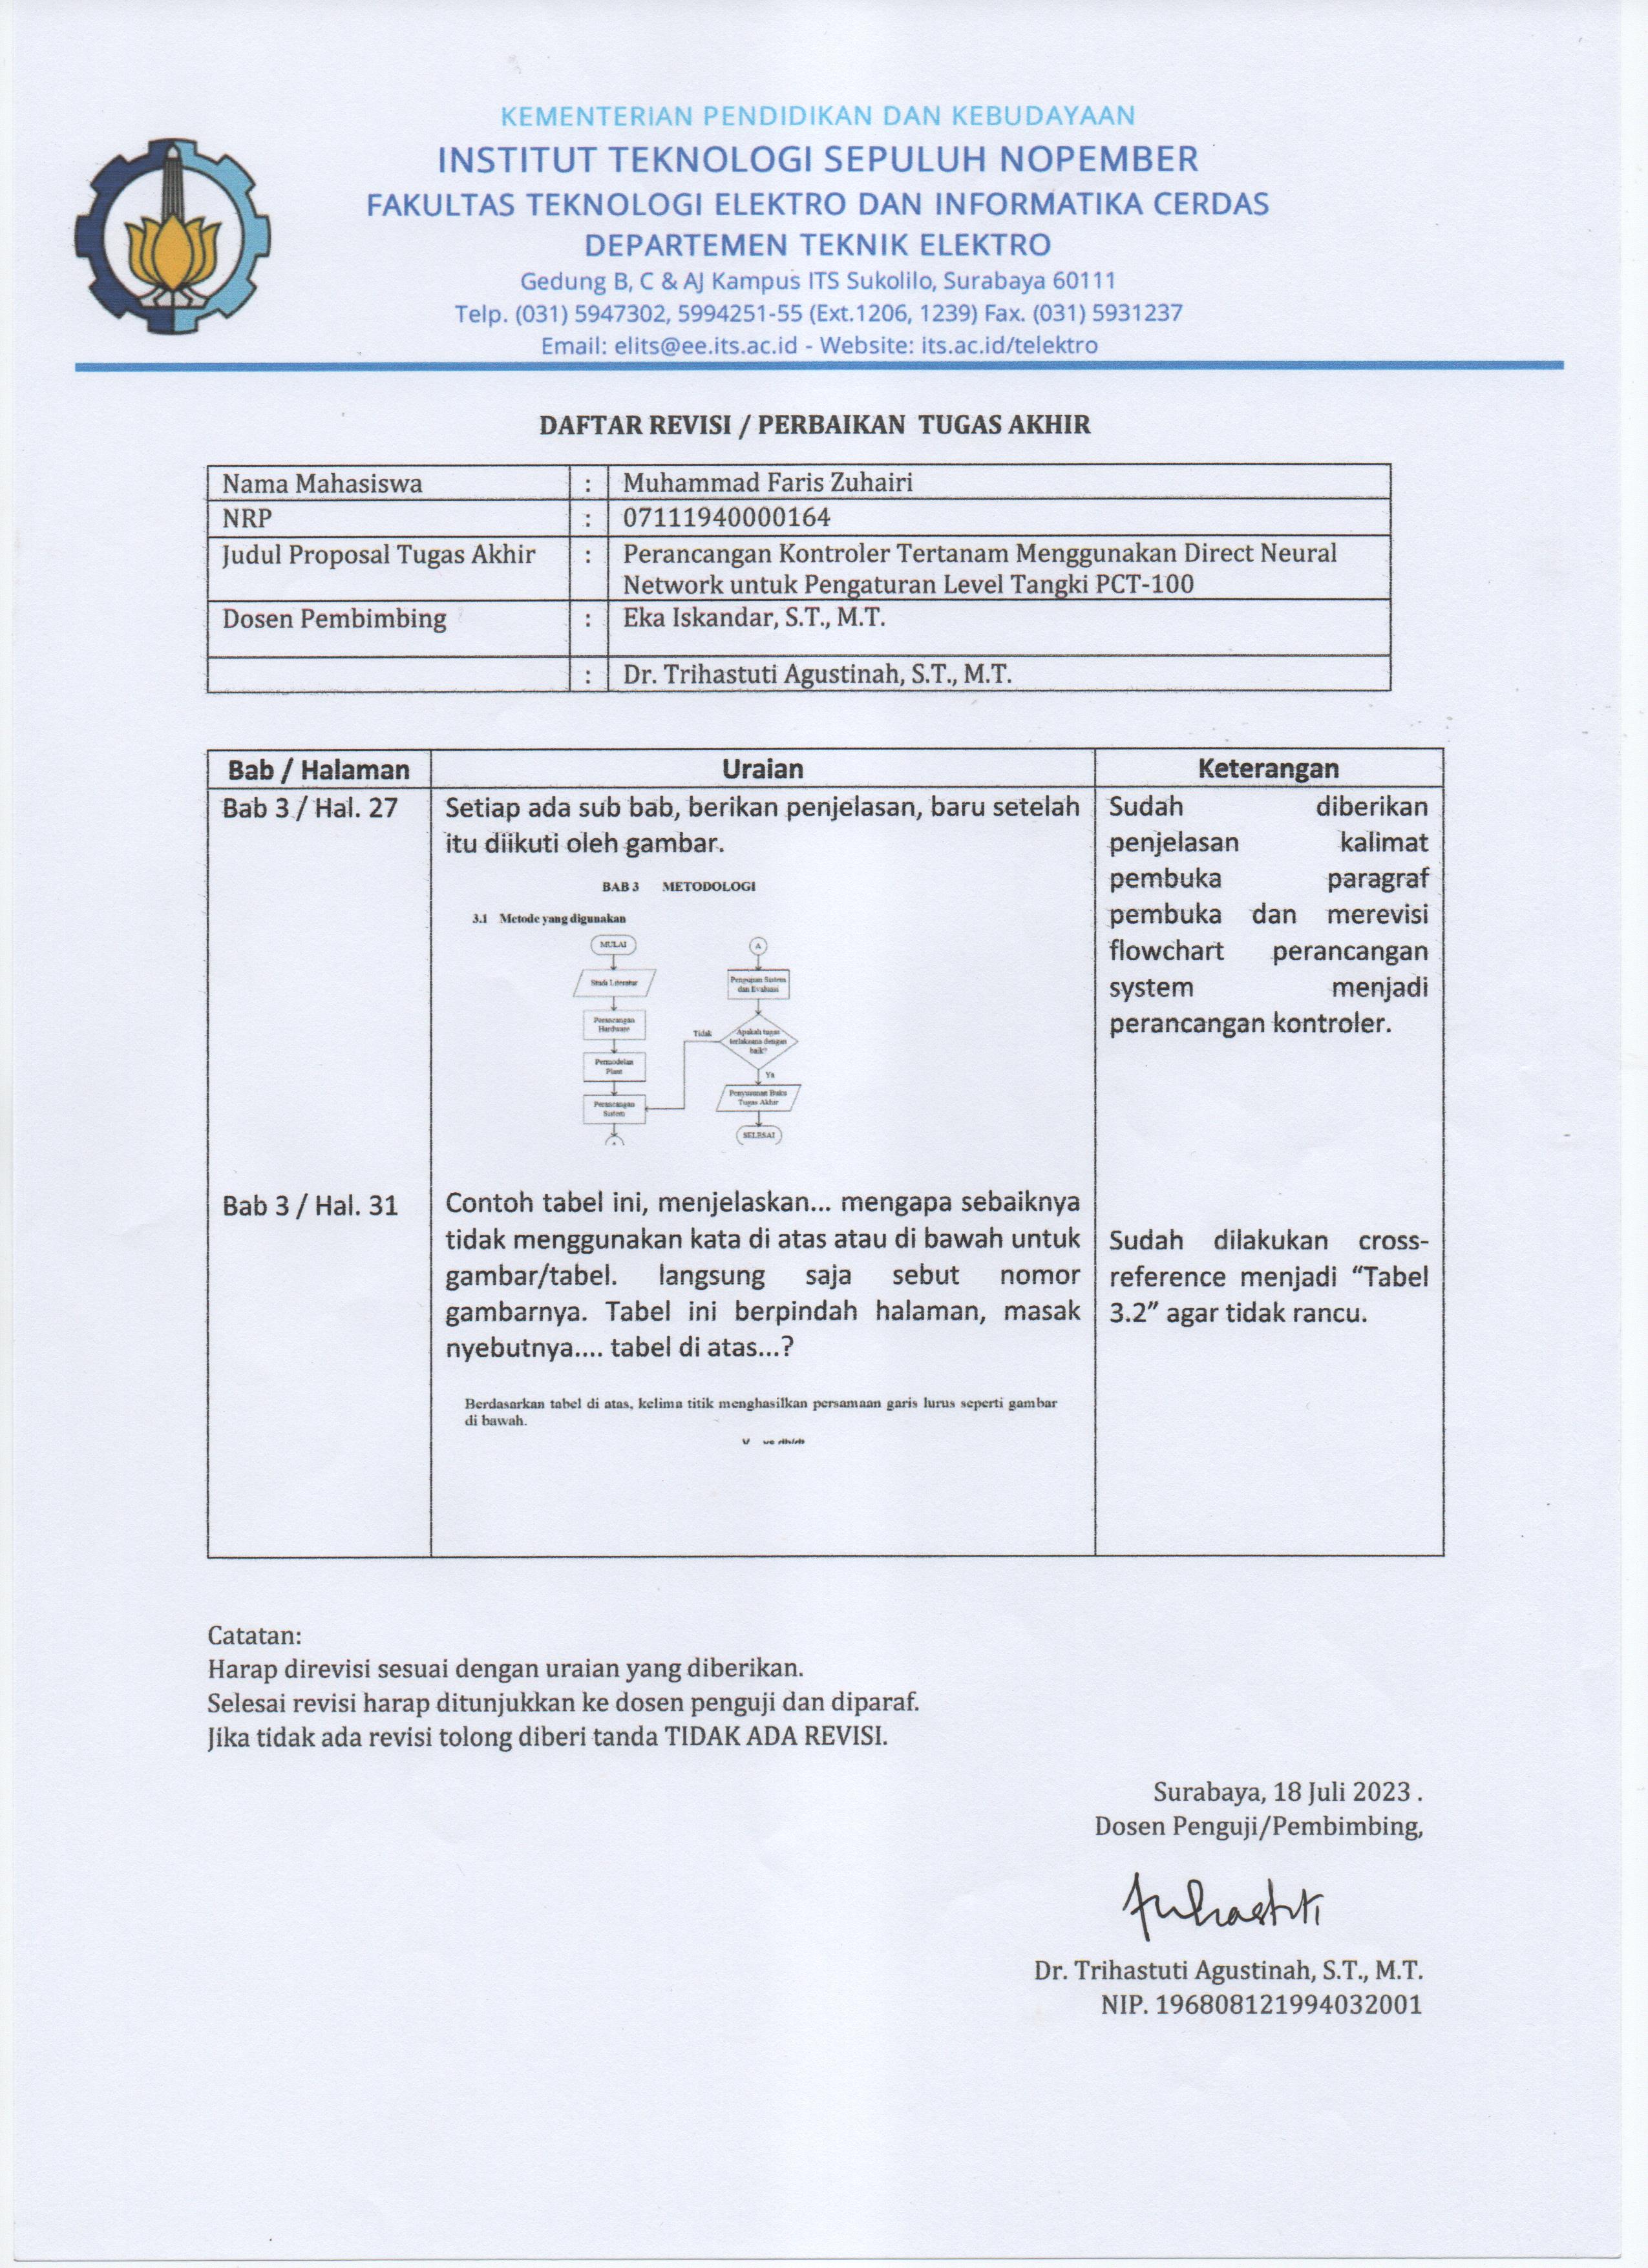 KEMENTERIAN PENDIDIKAN DAN KEBUDAYAAN
INSTITUT TEKNOLOGI SEPULUH NOPEMBER
FAKULTAS TEKNOLOGI ELEKTRO DAN INFORMATIKA CERDAS
DEPARTEMEN TEKNIK ELEKTRO
Gedung B, C & AJ Kampus ITS Sukolilo, Surabaya 60111
Telp. (031) 5947302, 5994251-55 (Ext.1206, 1239) Fax. (031) 5931237
Email: elits@ee.its.ac.id - Website: its.ac.id/telektro
DAFTAR REVISI / PERBAIKAN TUGAS AKHIR
Nama Mahasiswa : Muhammad Faris Zuhairi
NRP : 07111940000164
Judul Proposal Tugas Akhir : Perancangan Kontroler Tertanam Menggunakan Direct Neural
Network untuk Pengaturan Level Tangki PCT-100
Dosen Pembimbing : Eka Iskandar, S.T., M.T.
: Dr. Trihastuti Agustinah, S.T., M.T.
Bab / Halaman Uraian Keterangan
Bab 3 / Hal. 27
Setiap ada sub bab, berikan penjelasan, baru setelah
itu diikuti oleh gambar.
BAB 3 METODOLOGI
3.1 Metode yang digunakan
MULAI
Studi Literatur
Perancangan
Hardware
Pemodelan
Plant
Perancangan
Sistem
A
A
Pengujian Sistem
dan Evaluasi
Apakah tugas
terlaksana dengan
baik?
Tidak
Ya
Penyusunan Buku
Tugas Akhir
SELESAI
Sudah diberikan
penjelasan kalimat
pembuka paragraf
pembuka dan merevisi
flowchart perancangan
system menjadi
perancangan kontroler.
Bab 3 / Hal. 31
Contoh tabel ini, menjelaskan... mengapa sebaiknya
tidak menggunakan kata di atas atau di bawah untuk
gambar/tabel. langsung saja sebut nomor
gambarnya. Tabel ini berpindah halaman, masak
nyebutnya.... tabel di atas...?
Berdasarkan tabel di atas, kelima titik menghasilkan persamaan garis lurus seperti gambar
di bawah.
Sudah dilakukan cross-
reference menjadi “Tabel
3.2” agar tidak rancu.
Catatan:
Harap direvisi sesuai dengan uraian yang diberikan.
Selesai revisi harap ditunjukkan ke dosen penguji dan diparaf.
Jika tidak ada revisi tolong diberi tanda TIDAK ADA REVISI.
Surabaya, 18 Juli 2023 .
Dosen Penguji/Pembimbing,
Dr. Trihastuti Agustinah, S.T., M.T.
NIP. 196808121994032001